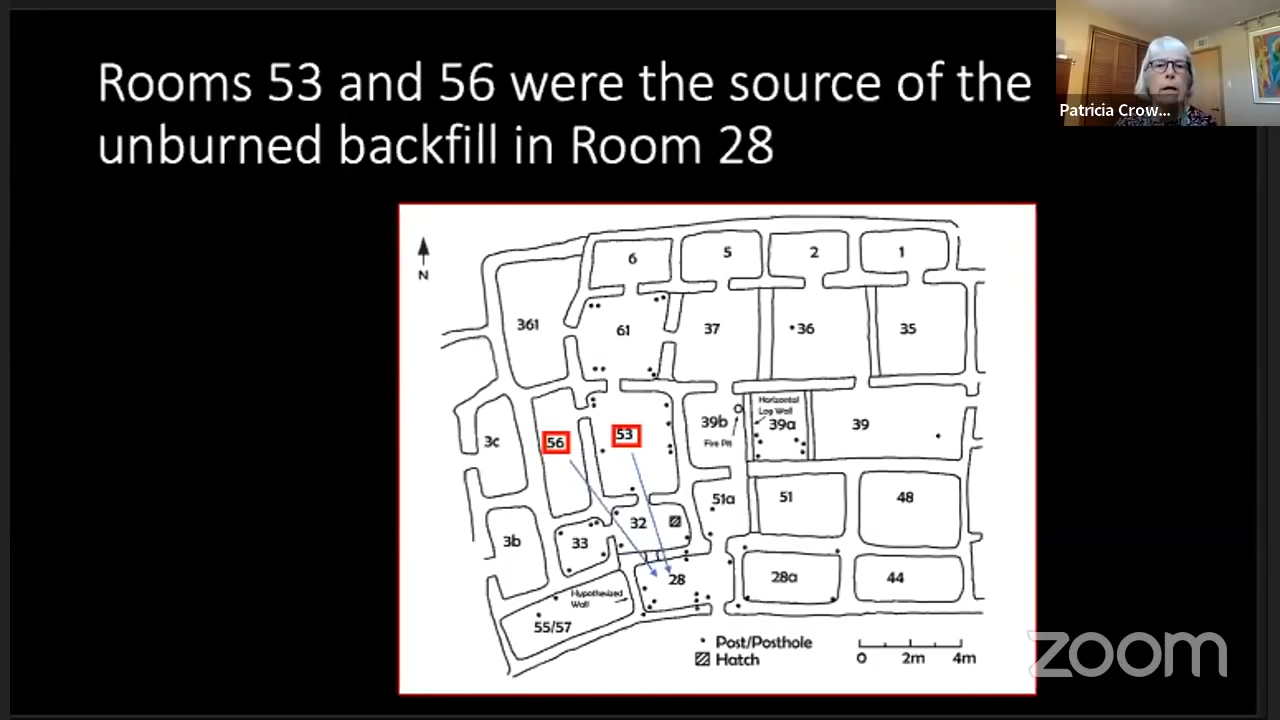 Rooms 53 and 56 were the source of the
unburned backfill in Room 28
Patricia Crow...
N
6
5
2
1
361
61
37
36
35
3c
56
53
39b
Fire Pit
Horizontal
Log Wall
39a
39
51a
51
48
3b
33
32
28
28a
44
Hypothesized
Wall
55/57
Post/Posthole
Hatch
0 2m 4m
zoom